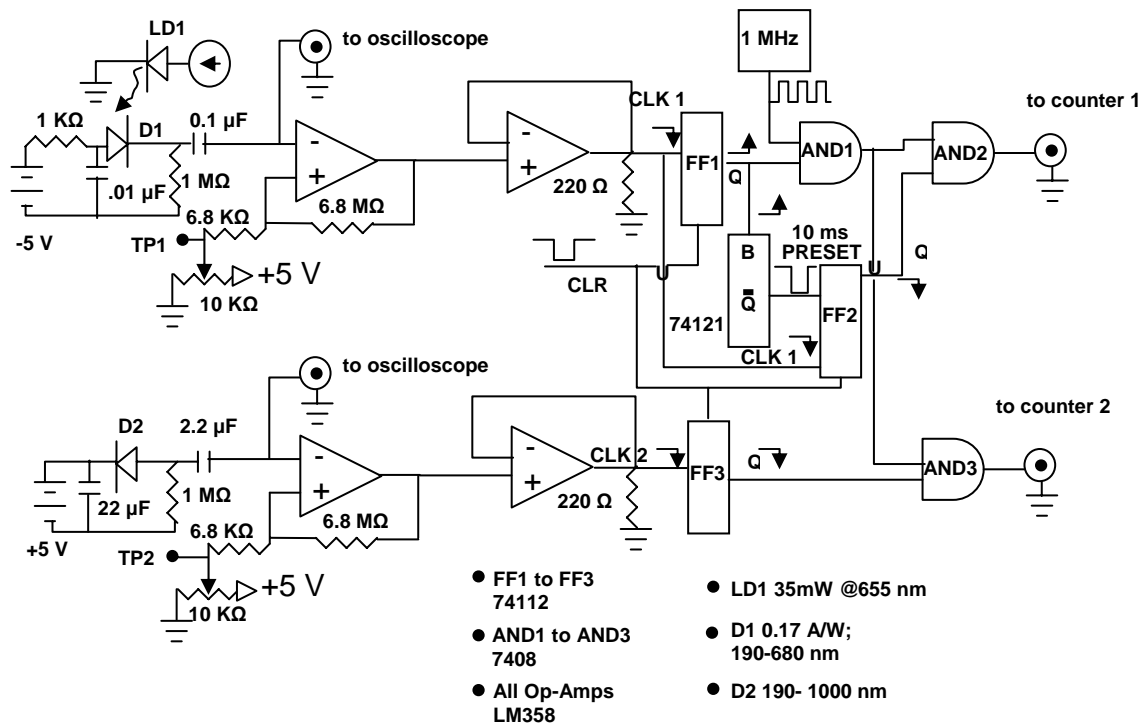 LD1
to oscilloscope
1 MHz
to counter 1
1 KΩ
D1
0.1 µF
CLK 1
AND1
AND2
-
+
-
+
FF1
Q
.01 µF
1 MΩ
220 Ω
6.8 KΩ
6.8 MΩ
-5 V
TP1
+5 V
10 KΩ
CLR
U
B
Q
74121
10 ms
PRESET
U
Q
FF2
CLK 1
to oscilloscope
to counter 2
D2
2.2 µF
-
+
-
+
CLK 2
FF3
Q
AND3
22 µF
1 MΩ
220 Ω
6.8 KΩ
6.8 MΩ
+5 V
TP2
+5 V
10 KΩ
● FF1 to FF3
74112
● AND1 to AND3
7408
● All Op-Amps
LM358
● LD1 35mW @655 nm
● D1 0.17 A/W;
190-680 nm
● D2 190- 1000 nm